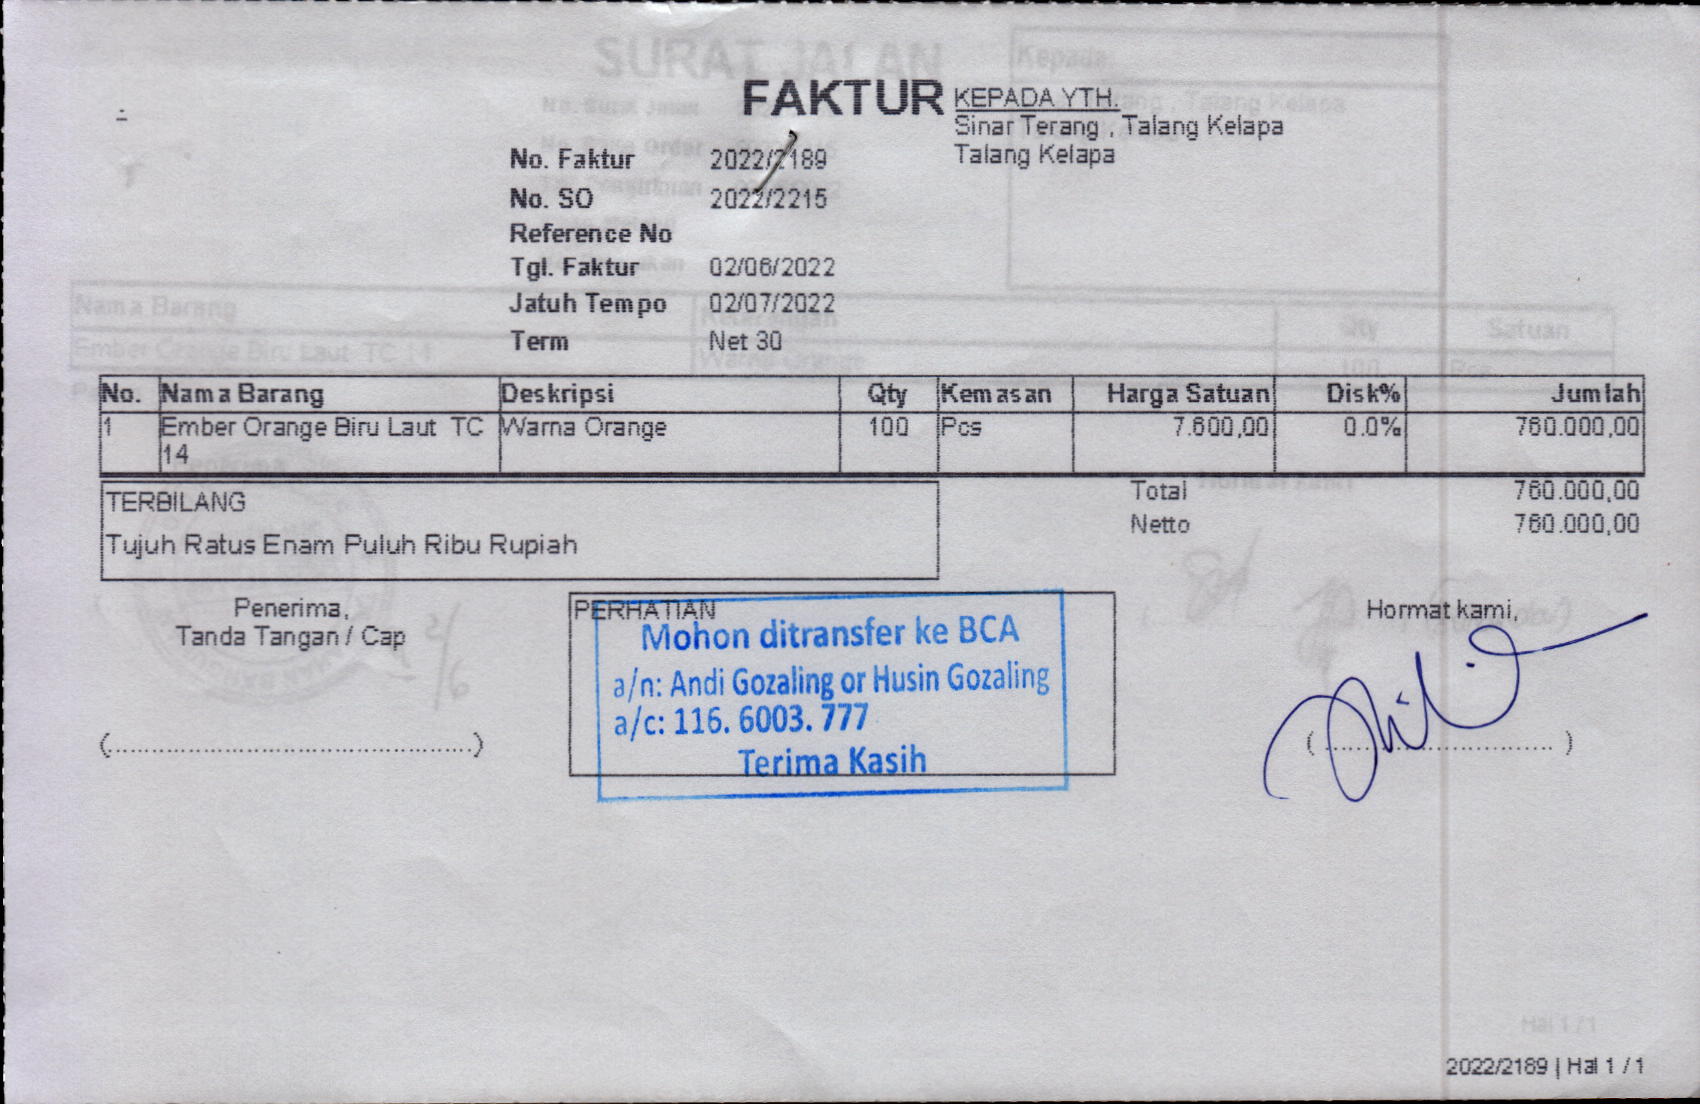 FAKTUR
KEPADA YTH.
Sinar Terang , Talang Kelapa
Talang Kelapa
No. Faktur 2022/2189
No. SO 2022/2215
Reference No
Tgl. Faktur 02/06/2022
Jatuh Tempo 02/07/2022
Term Net 30
No. Nama Barang Deskripsi Qty Kemasan Harga Satuan Disk% Jumlah
1 Ember Orange Biru Laut TC Warna Orange 100 Pcs 7.600,00 0.0% 760.000,00
14
TERBILANG
Tujuh Ratus Enam Puluh Ribu Rupiah
Total 760.000,00
Netto 760.000,00
Penerima,
Tanda Tangan / Cap
(................................................)
PERHATIAN
Mohon ditransfer ke BCA
a/n: Andi Gozaling or Husin Gozaling
a/c: 116. 6003. 777
Terima Kasih
Hormat kami,
( .............................. )
2022/2189 | Hal 1 / 1